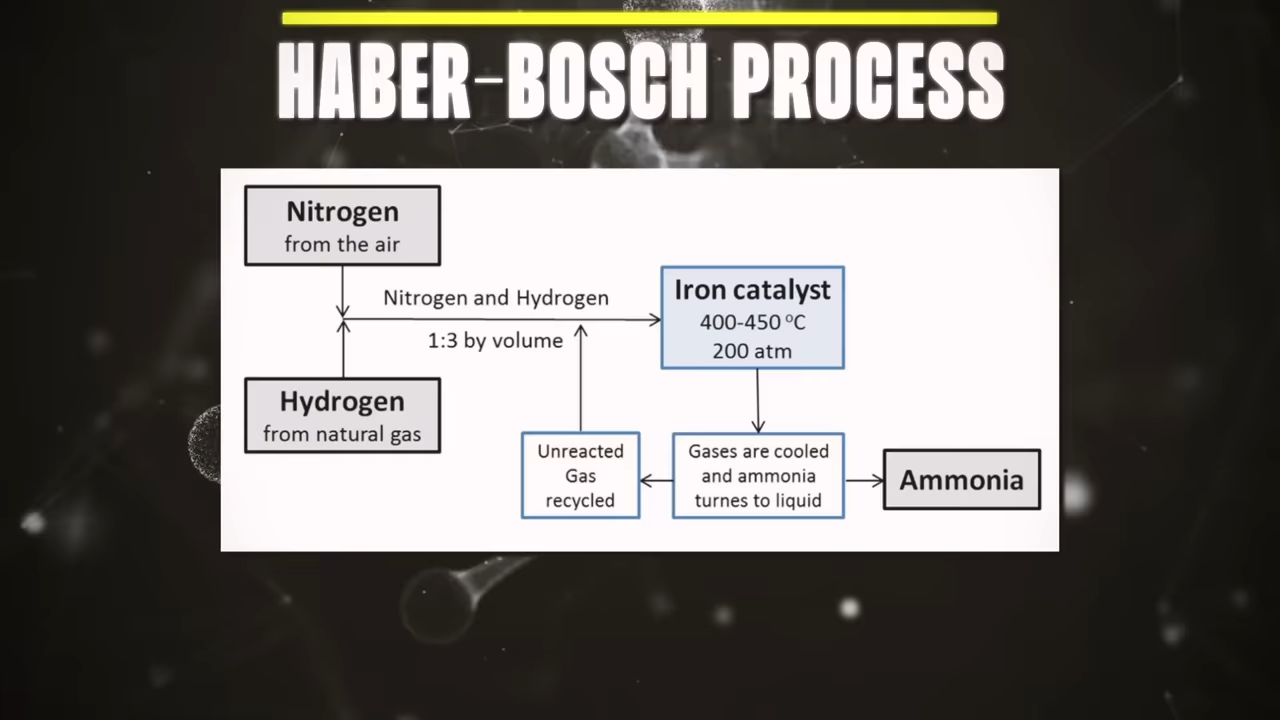 HABER-BOSCH PROCESS
Nitrogen
from the air
Nitrogen and Hydrogen
1:3 by volume
Hydrogen
from natural gas
Iron catalyst
400-450 ºC
200 atm
Unreacted
Gas
recycled
Gases are cooled
and ammonia
turnes to liquid
Ammonia